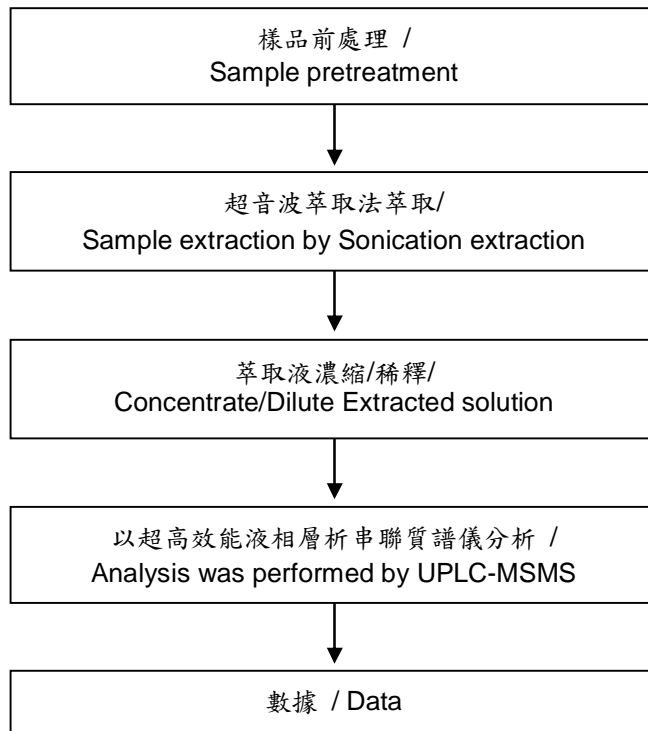 樣品前處理 /
Sample pretreatment
超音波萃取法萃取/
Sample extraction by Sonication extraction
萃取液濃縮/稀釋/
Concentrate/Dilute Extracted solution
以超高效能液相層析串聯質譜儀分析 /
Analysis was performed by UPLC-MSMS
數據 / Data